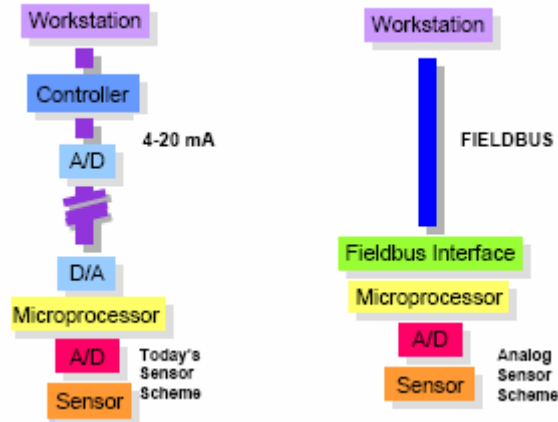 Workstation
Controller
4-20 mA
A/D
D/A
Microprocessor
A/D
Today's
Sensor
Scheme
Sensor
Workstation
FIELDBUS
Fieldbus Interface
Microprocessor
A/D
Analog
Sensor
Scheme
Sensor